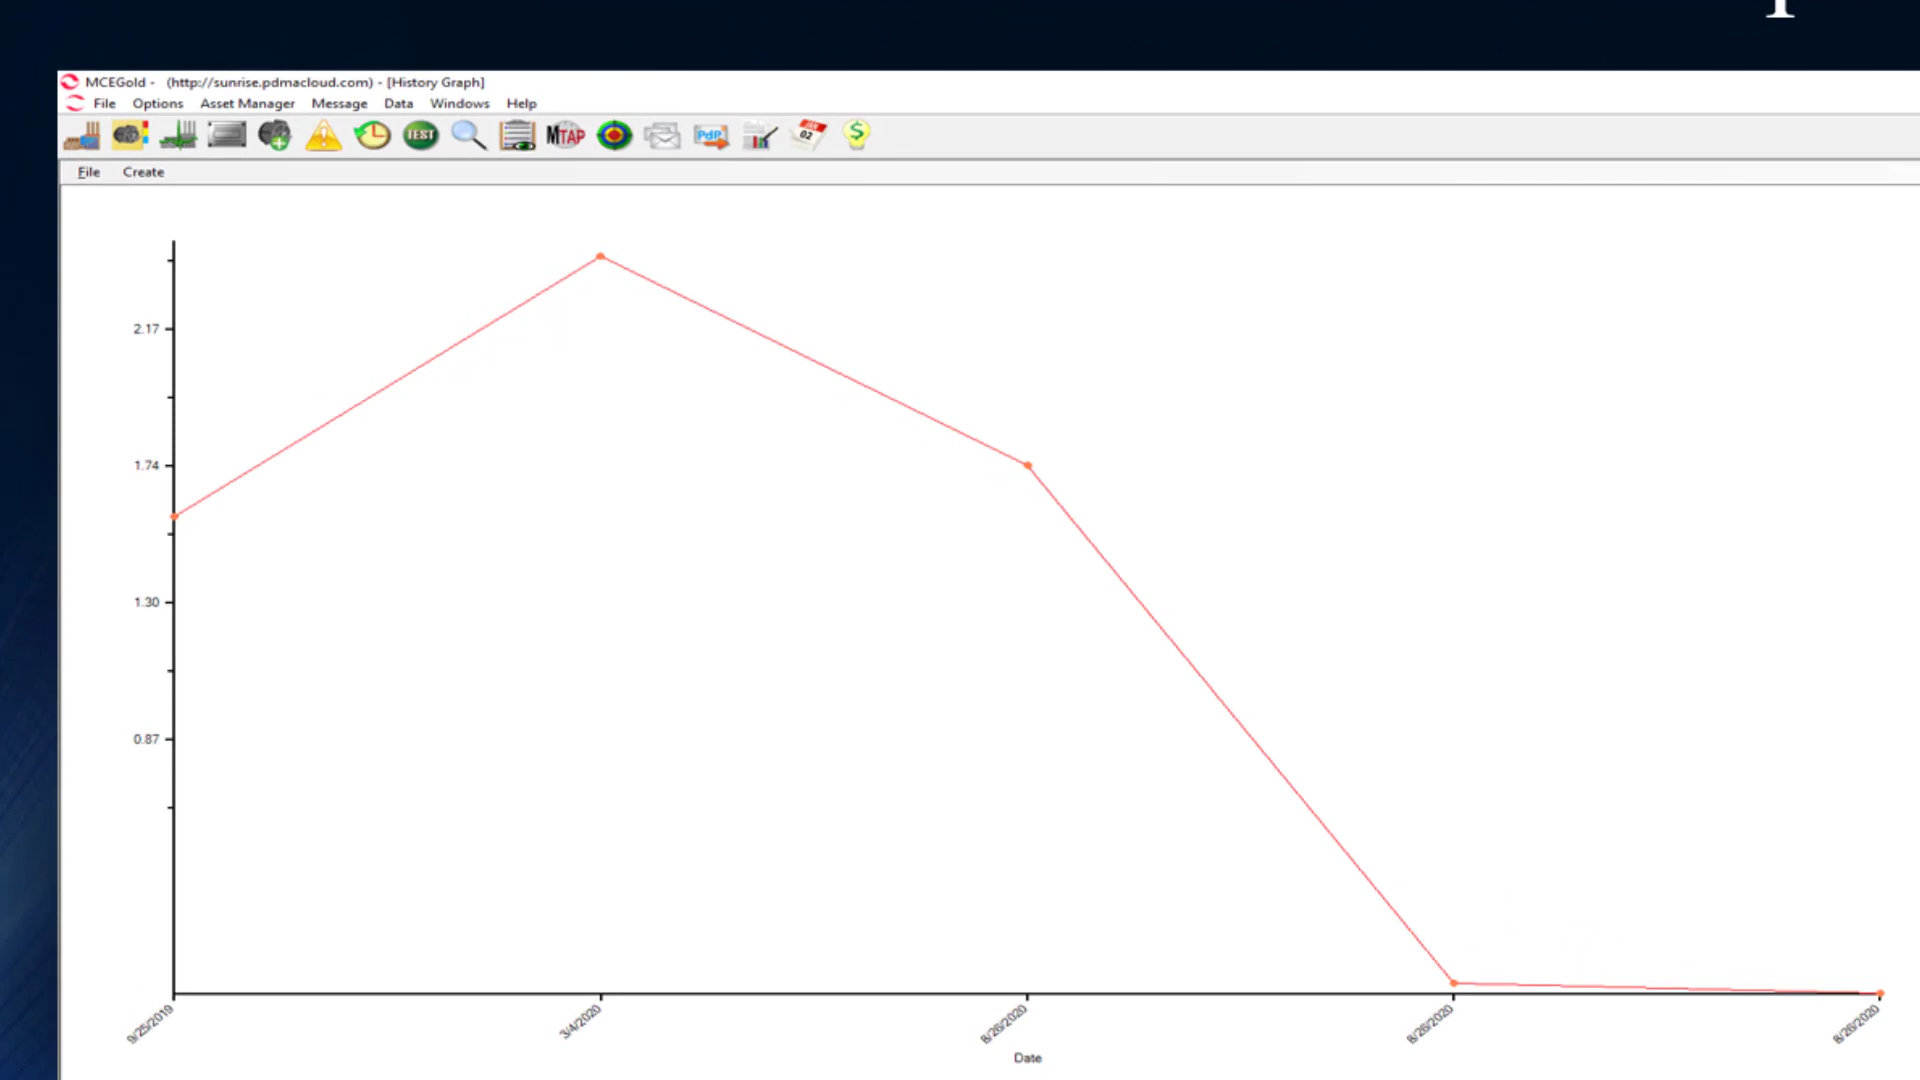 MCEGold - (http://sunrise.pdmacloud.com) - [History Graph]
File Options Asset Manager Message Data Windows Help
TEST MTAP PdP JAN 02 $
File Create
2.17
1.74
1.30
0.87
9/25/2019 3/4/2020 8/26/2020 8/26/2020 8/26/2020
Date